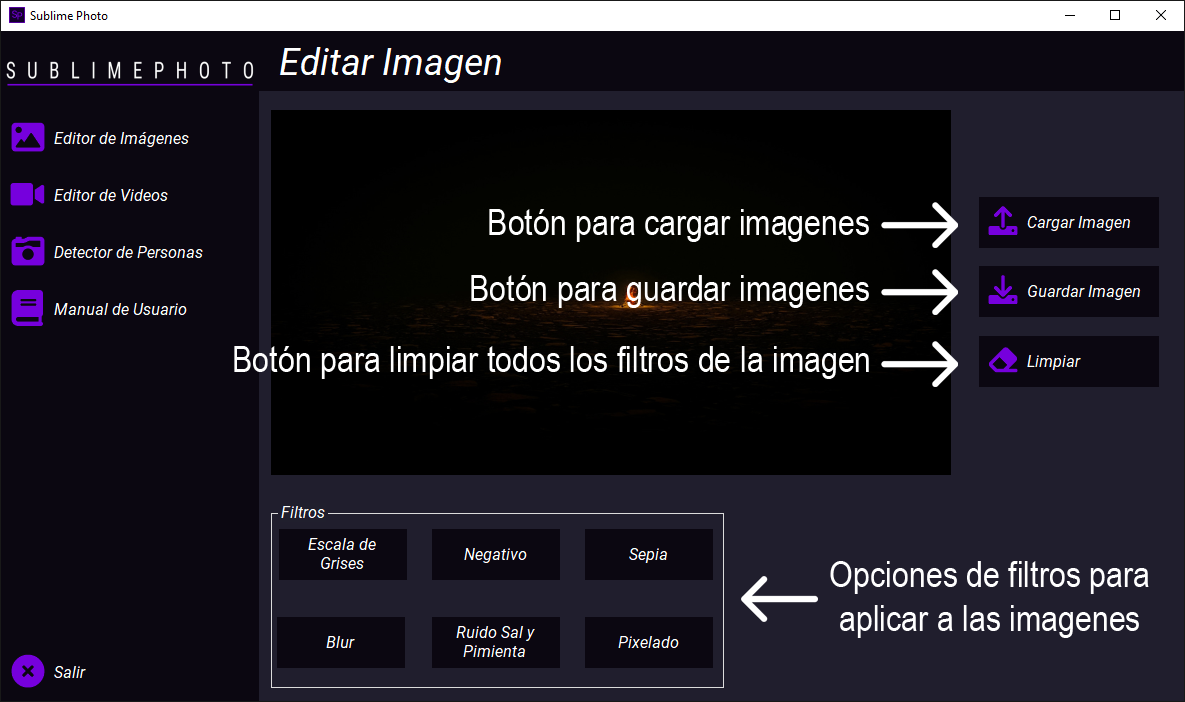 Sp Sublime Photo
SUBLIMEPHOTO
Editar Imagen
Editor de Imágenes
Editor de Videos
Detector de Personas
Manual de Usuario
Salir
Botón para cargar imagenes
Cargar Imagen
Botón para guardar imagenes
Guardar Imagen
Botón para limpiar todos los filtros de la imagen
Limpiar
Filtros
Escala de
Grises
Negativo
Sepia
Blur
Ruido Sal y
Pimienta
Pixelado
Opciones de filtros para
aplicar a las imagenes